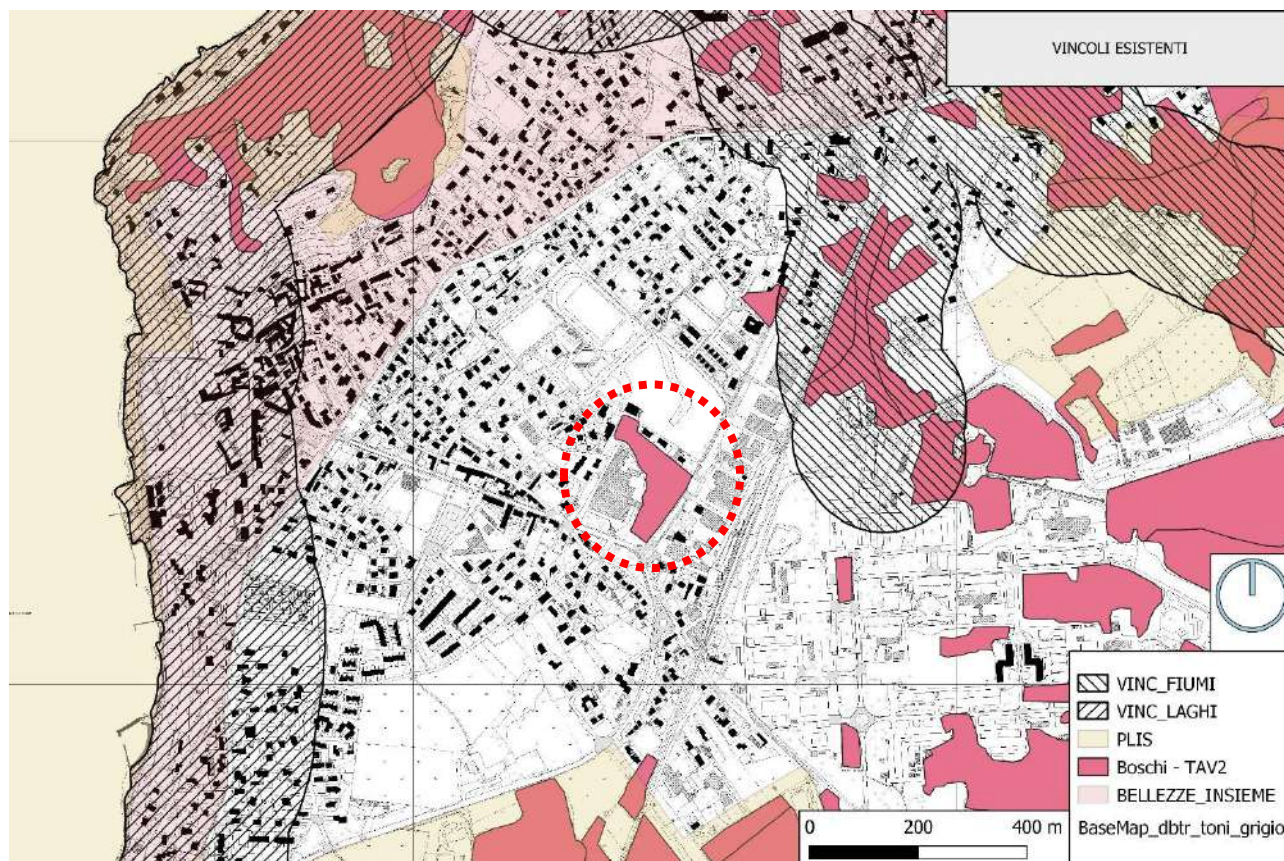 VINCOLI ESISTENTI
VINC_FIUMI
VINC_LAGHI
PLIS
Boschi - TAV2
BELLEZZE_INSIEME
BaseMap_dbtr_toni_grigio
0 200 400 m